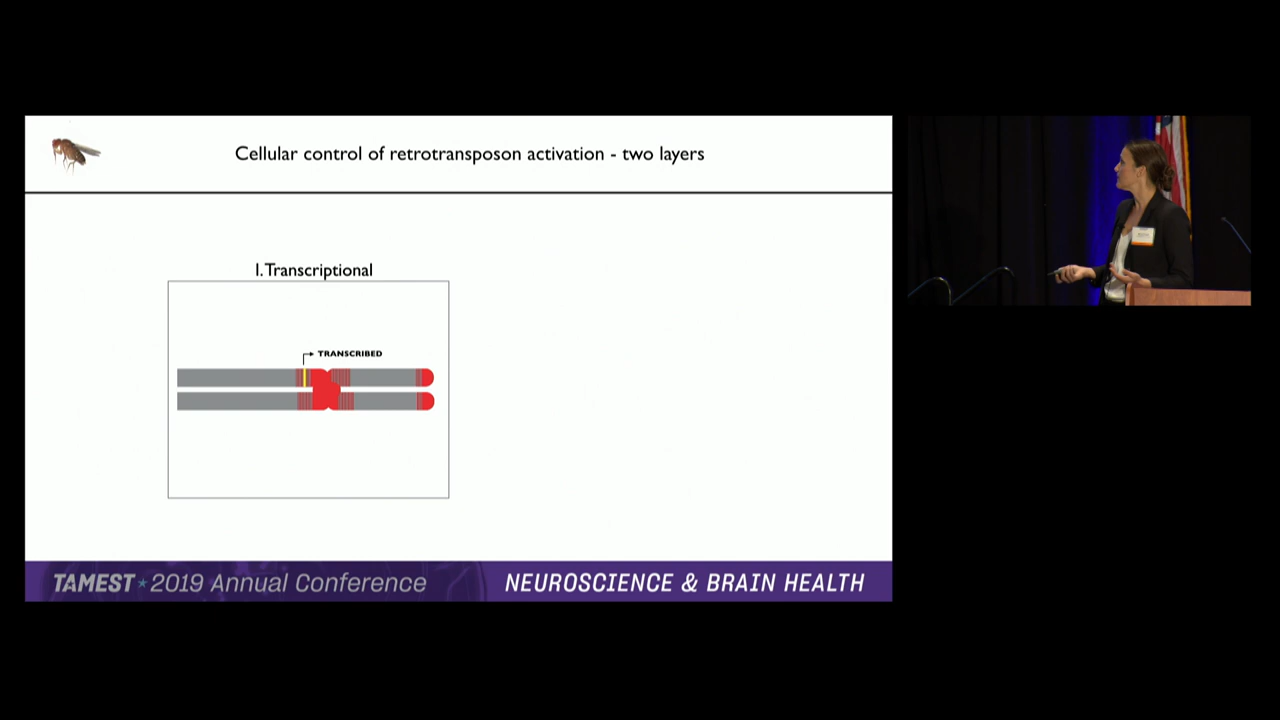 Cellular control of retrotransposon activation - two layers
I. Transcriptional
TRANSCRIBED
TAMEST★2019 Annual Conference
NEUROSCIENCE & BRAIN HEALTH